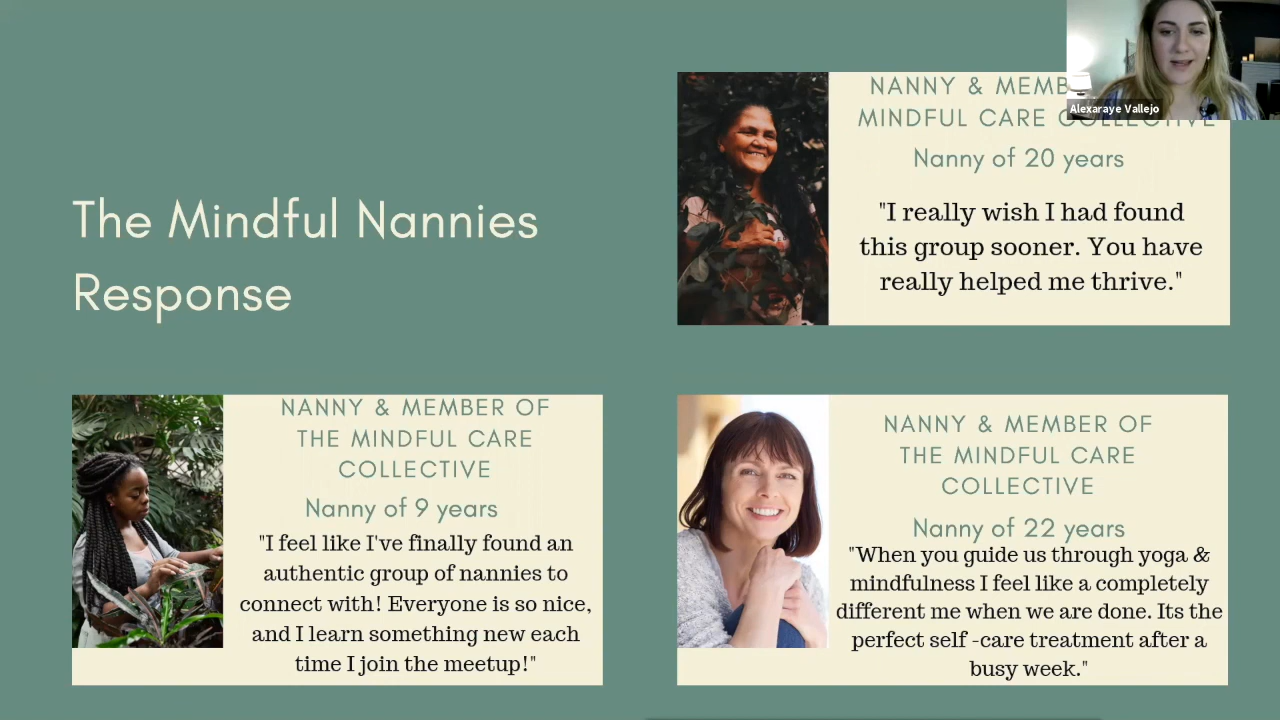 Alexaraye Vallejo
The Mindful Nannies
Response
NANNY &
MINDFUL CARE COLLECTIVE
Nanny of 20 years
"I really wish I had found
this group sooner. You have
really helped me thrive."
NANNY & MEMBER OF
THE MINDFUL CARE
COLLECTIVE
Nanny of 9 years
"I feel like I've finally found an
authentic group of nannies to
connect with! Everyone is so nice,
and I learn something new each
time I join the meetup!"
NANNY & MEMBER OF
THE MINDFUL CARE
COLLECTIVE
Nanny of 22 years
"When you guide us through yoga &
mindfulness I feel like a completely
different me when we are done. Its the
perfect self -care treatment after a
busy week."